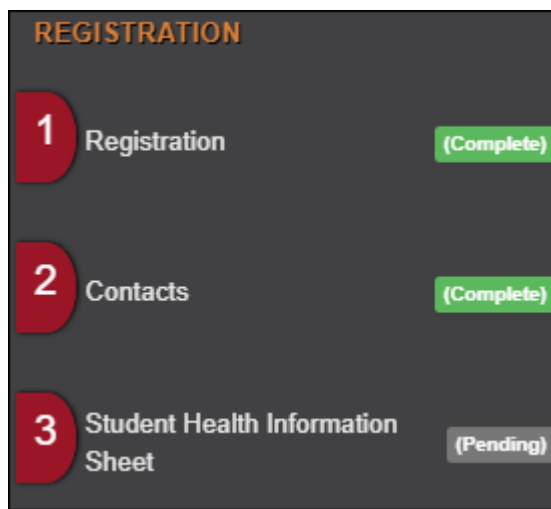 REGISTRATION
1 Registration (Complete)
2 Contacts (Complete)
3 Student Health Information
Sheet (Pending)